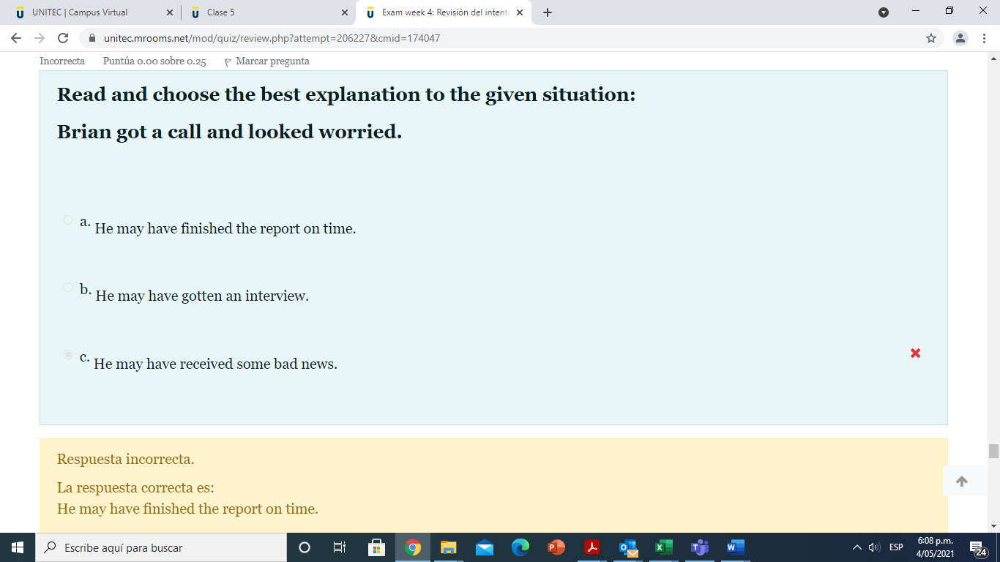 UNITEC | Campus Virtual
Clase 5
Exam week 4: Revisión del intent
unitec.mrooms.net/mod/quiz/review.php?attempt=206227&cmid=174047
Incorrecta Puntúa 0.00 sobre 0.25 Marcar pregunta
Read and choose the best explanation to the given situation:
Brian got a call and looked worried.
a. He may have finished the report on time.
b. He may have gotten an interview.
c. He may have received some bad news.
Respuesta incorrecta.
La respuesta correcta es:
He may have finished the report on time.
Escribe aquí para buscar
ESP
6:08 p.m.
4/05/2021
24